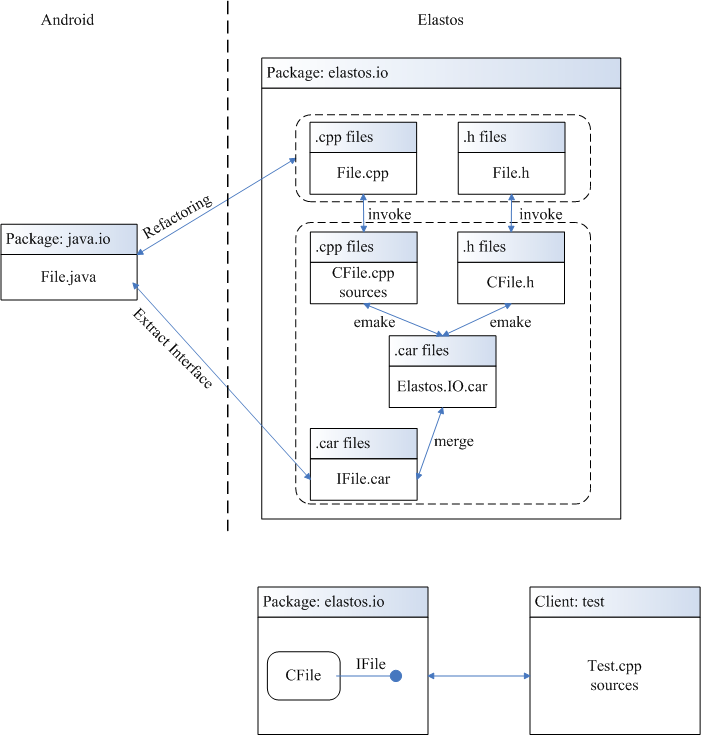 Android
Elastos
Package: elastos.io
.cpp files
.h files
File.cpp
File.h
Refactoring
invoke
invoke
Package: java.io
File.java
.cpp files
.h files
CFile.cpp
sources
CFile.h
Extract Interface
emake
emake
.car files
Elastos.IO.car
.car files
merge
IFile.car
Package: elastos.io
Client: test
CFile
IFile
Test.cpp
sources